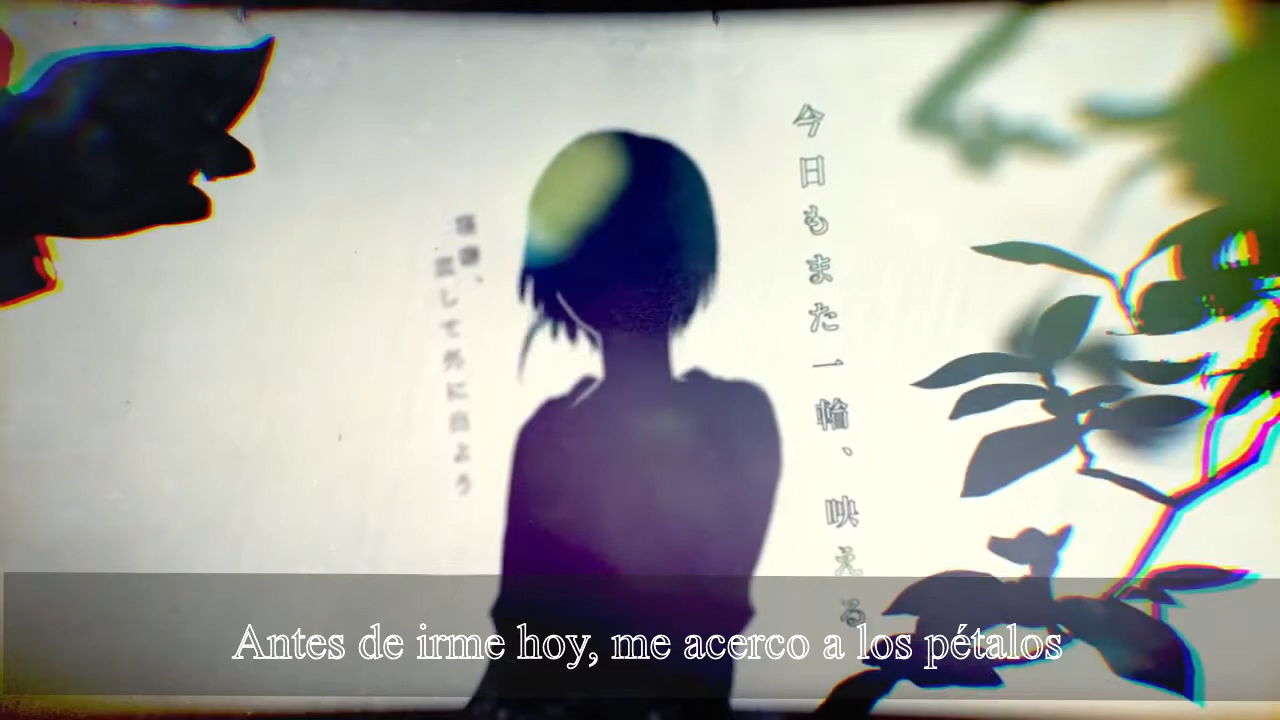 今日もまた一輪、映える
流して外に出よう
Antes de irme hoy, me acerco a los pétalos